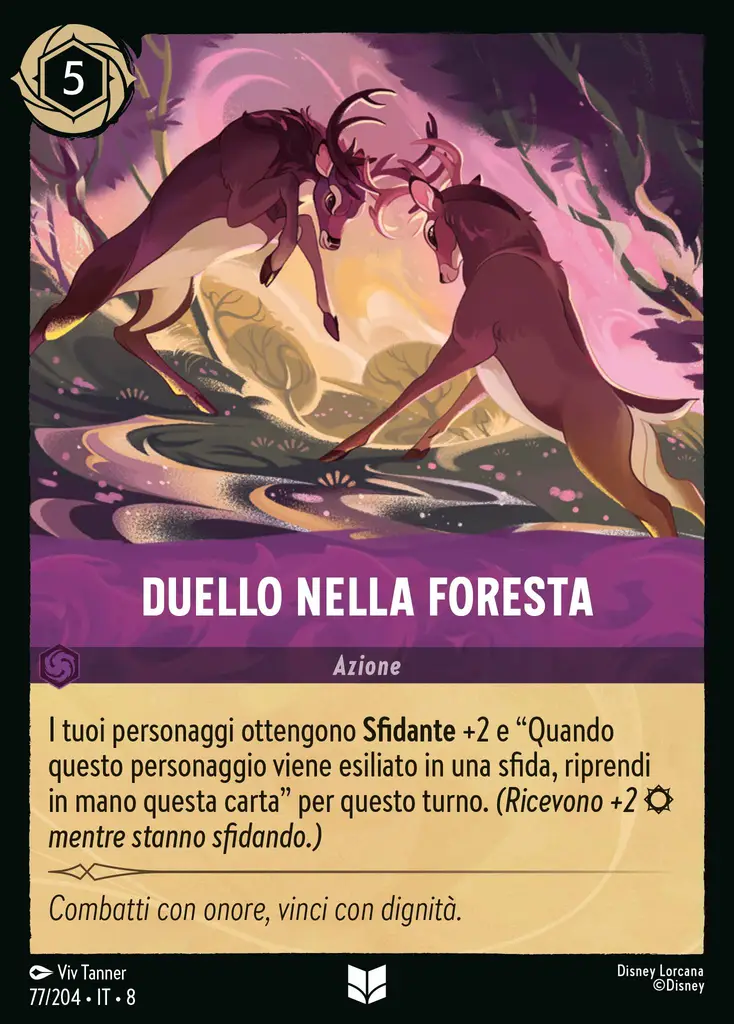 5
DUELLO NELLA FORESTA
Azione
I tuoi personaggi ottengono Sfidante +2 e “Quando
questo personaggio viene esiliato in una sfida, riprendi
in mano questa carta” per questo turno. (Ricevono +2
mentre stanno sfidando.)
Combatti con onore, vinci con dignità.
Viv Tanner
77/204 • IT • 8
Disney Lorcana
©Disney